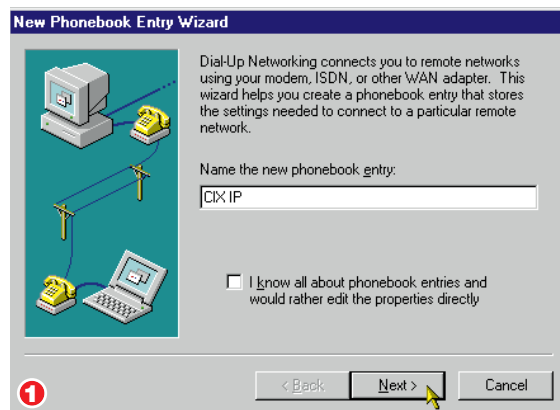 New Phonebook Entry Wizard
Dial-Up Networking connects you to remote networks
using your modem, ISDN, or other WAN adapter. This
wizard helps you create a phonebook entry that stores
the settings needed to connect to a particular remote
network.
Name the new phonebook entry:
CIX IP
I know all about phonebook entries and
would rather edit the properties directly
1
< Back
Next >
Cancel